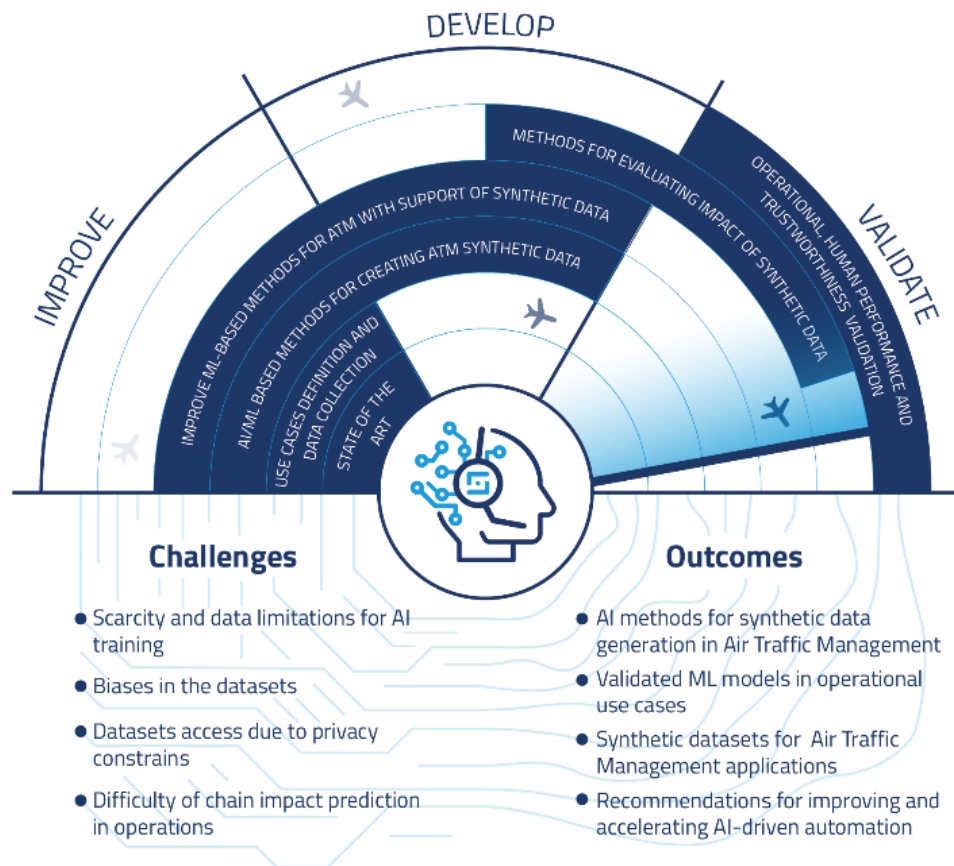 DEVELOP
IMPROVE
VALIDATE
IMPROVE ML-BASED METHODS FOR ATM WITH SUPPORT OF SYNTHETIC DATA
AI/ML BASED METHODS FOR CREATING ATM SYNTHETIC DATA
USE CASES DEFINITION AND
DATA COLLECTION
STATE OF THE
ART
METHODS FOR EVALUATING IMPACT OF SYNTHETIC DATA
OPERATIONAL, HUMAN PERFORMANCE AND
TRUSTWORTHINESS VALIDATION
Challenges
● Scarcity and data limitations for AI
training
● Biases in the datasets
● Datasets access due to privacy
constrains
● Difficulty of chain impact prediction
in operations
Outcomes
● AI methods for synthetic data
generation in Air Traffic Management
● Validated ML models in operational
use cases
● Synthetic datasets for Air Traffic
Management applications
● Recommendations for improving and
accelerating AI-driven automation